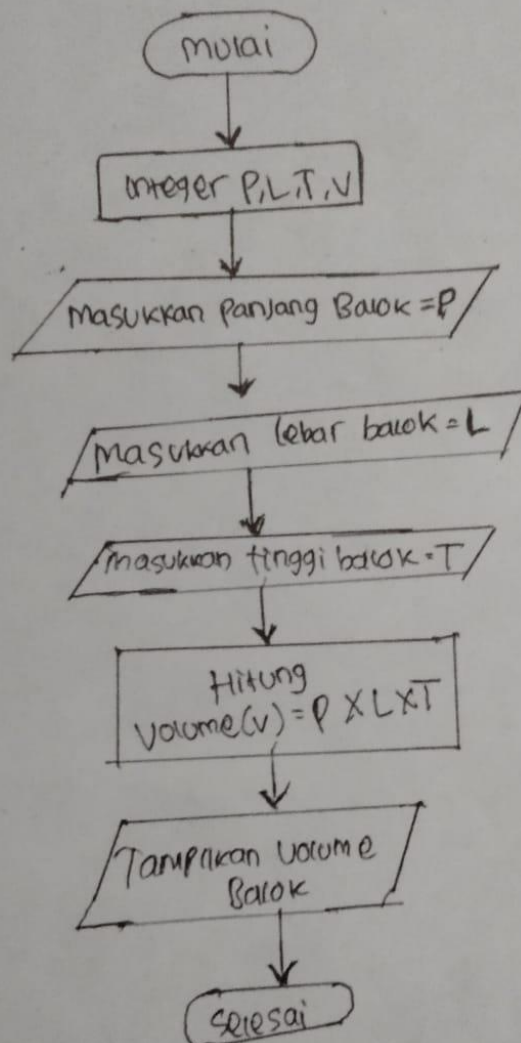 mulai
integer P,L,T,V
Masukkan Panjang Balok = P
Masukkan lebar balok = L
masukkan tinggi balok = T
Hitung
Volume(v) = P X L X T
Tampilkan Volume
Balok
selesai